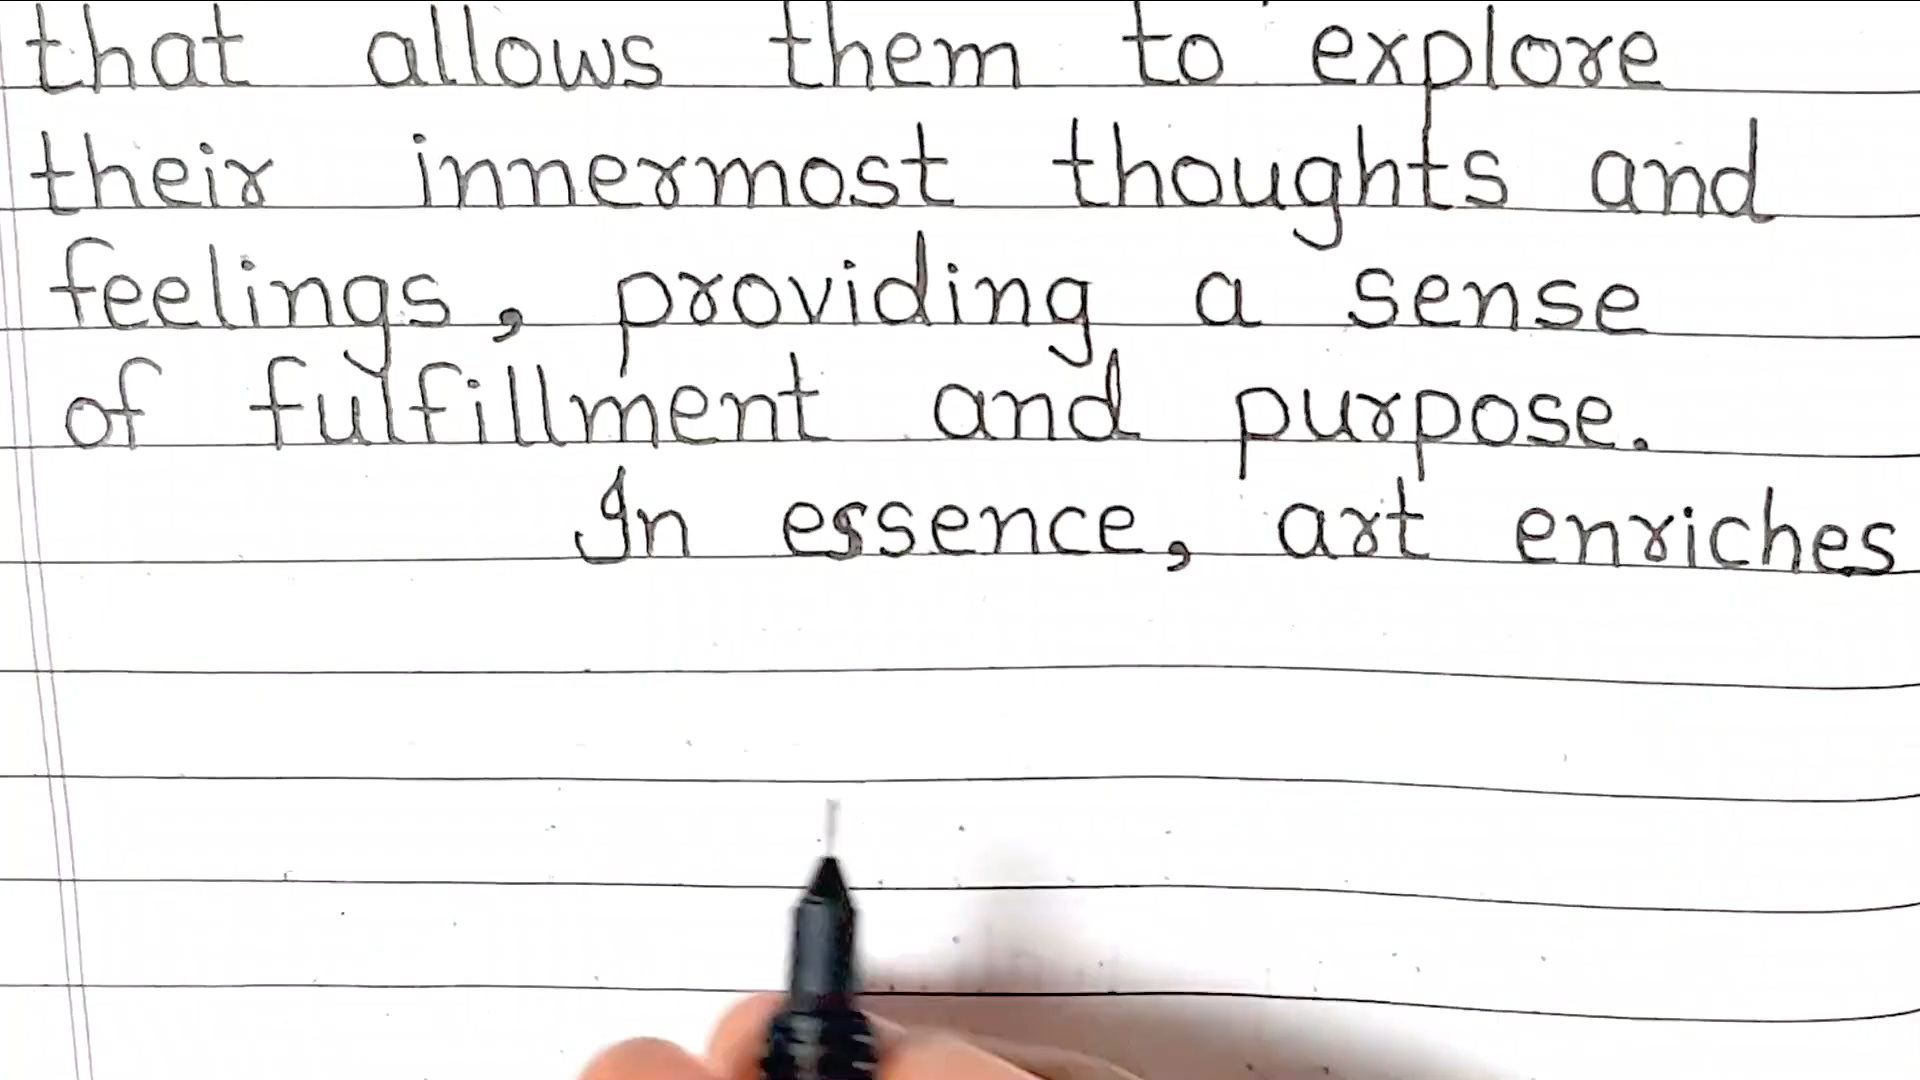 that allows them to explore
their innermost thoughts and
feelings, providing a sense
of fulfillment and purpose.
In essence, art enriches